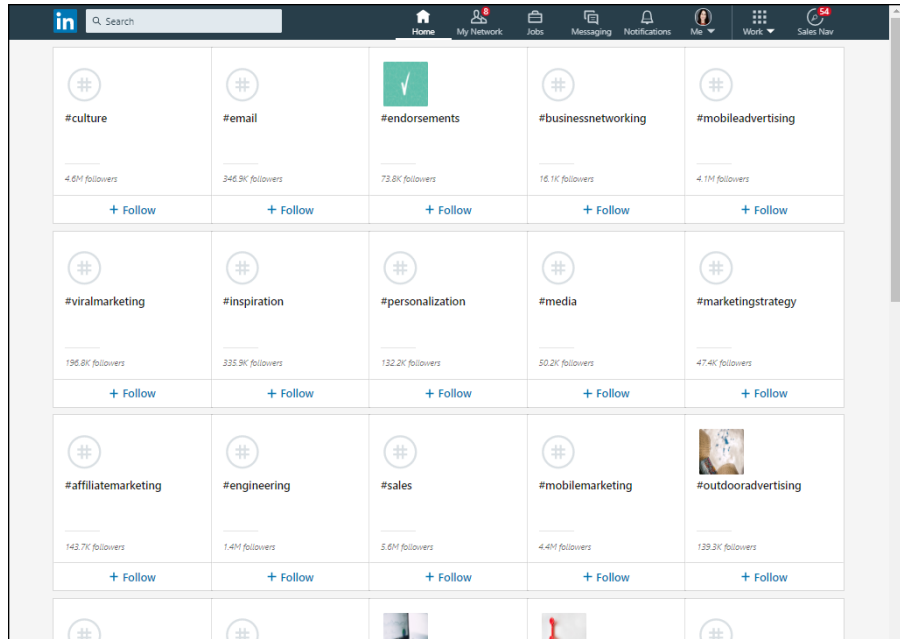 in
Search
8
54
Home
My Network
Jobs
Messaging
Notifications
Me
Work
Sales Nav
#culture
#email
#endorsements
#businessnetworking
#mobileadvertising
4.6M followers
346.9K followers
73.8K followers
16.1K followers
4.1M followers
+ Follow
+ Follow
+ Follow
+ Follow
+ Follow
#viralmarketing
#inspiration
#personalization
#media
#marketingstrategy
196.8K followers
335.9K followers
132.2K followers
50.2K followers
47.4K followers
+ Follow
+ Follow
+ Follow
+ Follow
+ Follow
#affiliatemarketing
#engineering
#sales
#mobilemarketing
#outdooradvertising
143.7K followers
1.4M followers
5.6M followers
4.4M followers
139.3K followers
+ Follow
+ Follow
+ Follow
+ Follow
+ Follow